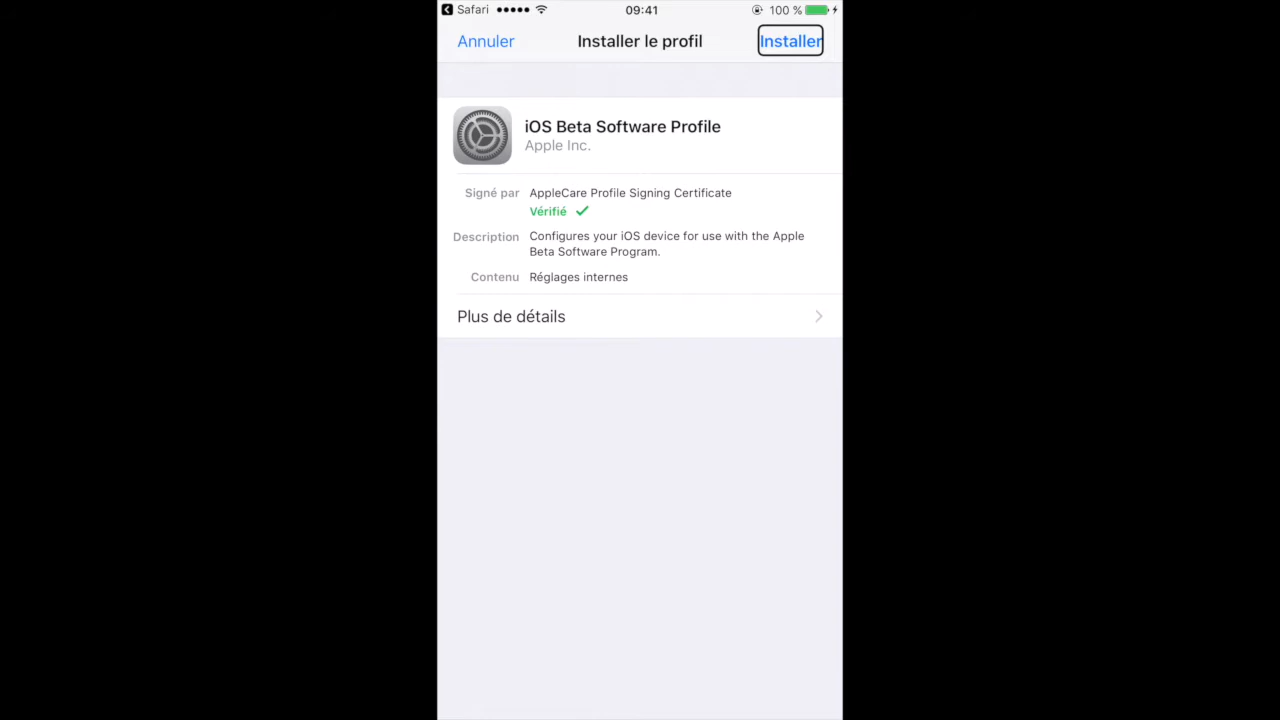 Safari 09:41 100 %
Annuler Installer le profil Installer
iOS Beta Software Profile
Apple Inc.
Signé par AppleCare Profile Signing Certificate
Vérifié
Description Configures your iOS device for use with the Apple
Beta Software Program.
Contenu Réglages internes
Plus de détails